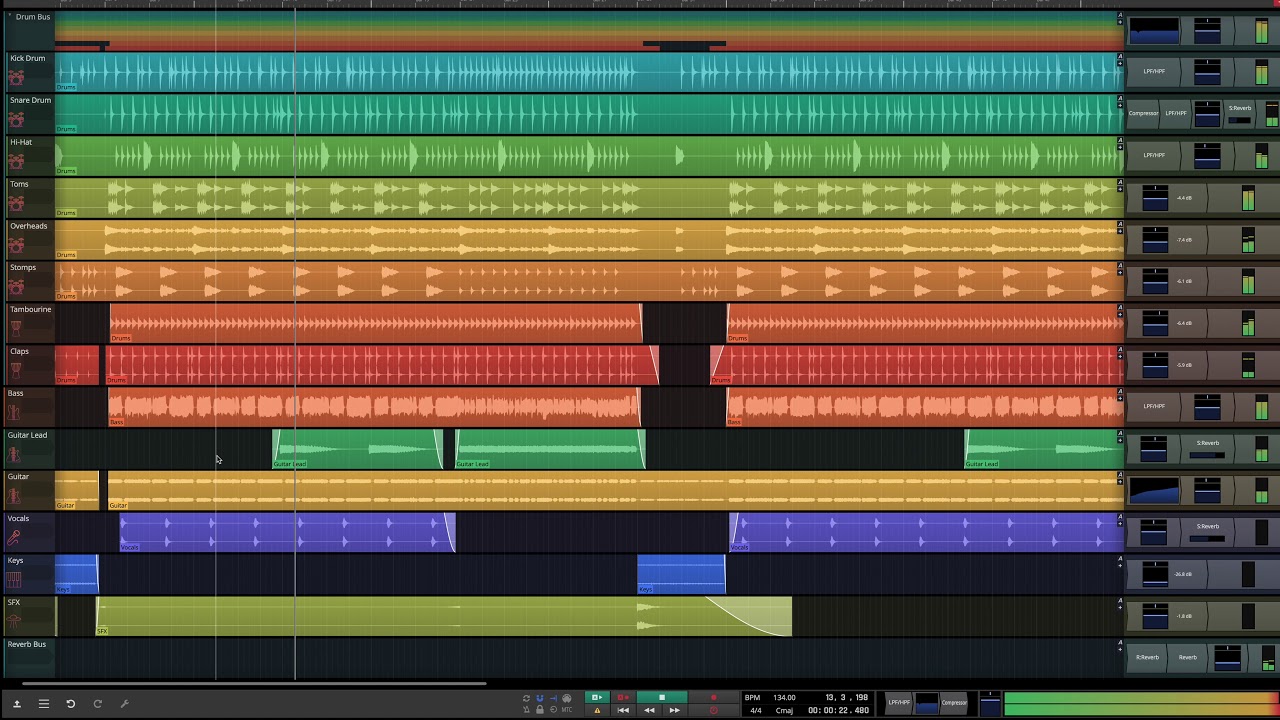 Drum Bus
A
Kick Drum
Drums
A
LPF/HPF
Snare Drum
Drums
A
Compressor
LPF/HPF
S:Reverb
Hi-Hat
Drums
A
LPF/HPF
Toms
Drums
A
-4.4 dB
Overheads
Drums
A
-7.4 dB
Stomps
Drums
A
-6.1 dB
Tambourine
Drums
Drums
A
-6.4 dB
Claps
Drums
Drums
Drums
A
-5.9 dB
Bass
Bass
Bass
A
LPF/HPF
Guitar Lead
Guitar Lead
Guitar Lead
Guitar Lead
A
S:Reverb
Guitar
Guitar
Guitar
A
Vocals
Vocals
Vocals
A
S:Reverb
Keys
Keys
Keys
A
-26.8 dB
SFX
SFX
A
-1.8 dB
Reverb Bus
A
R:Reverb
Reverb
MTC
BPM 134.00 13, 3, 198
4/4 Cmaj 00: 00: 22. 480
LPF/HPF
Compressor